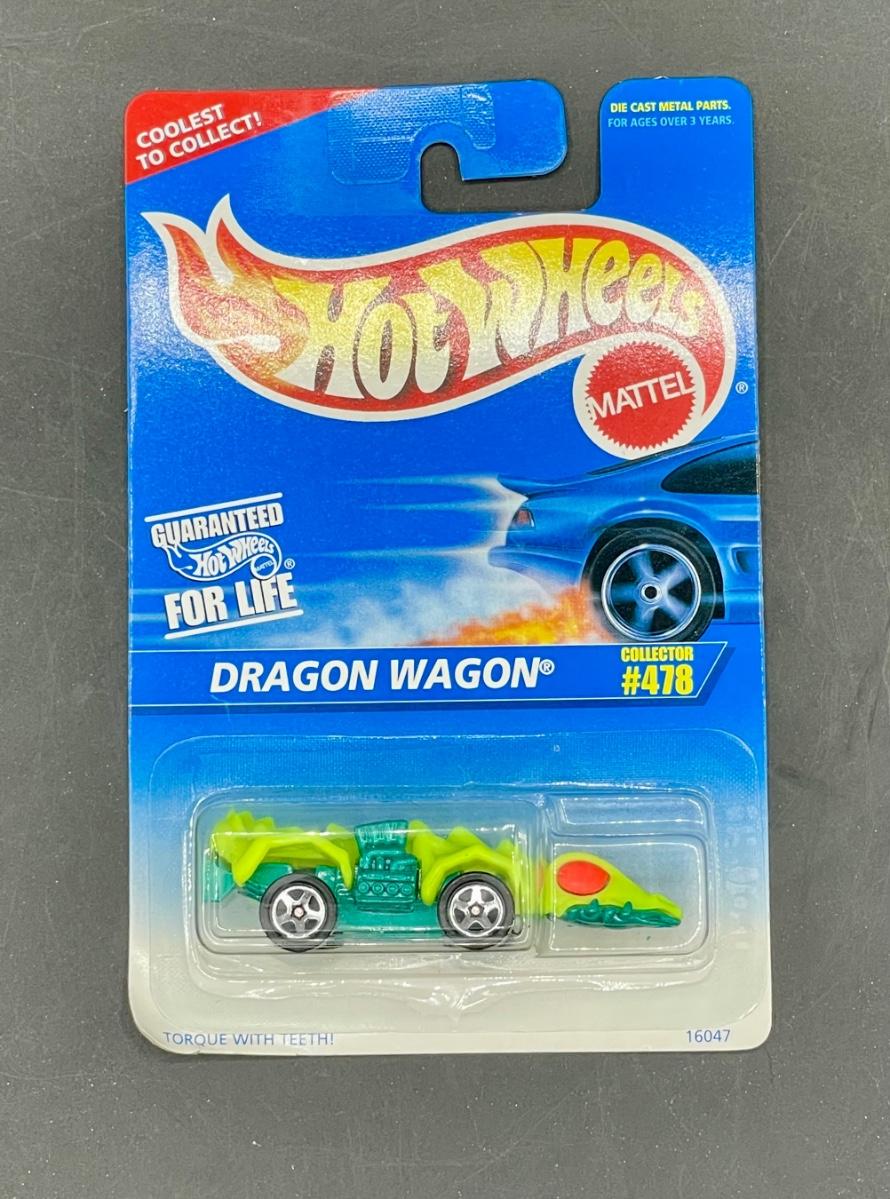 COOLEST
TO COLLECT!
DIE CAST METAL PARTS.
FOR AGES OVER 3 YEARS.
HOT WHEELS
MATTEL
®
GUARANTEED
HOT WHEELS
MATTEL ®
FOR LIFE
DRAGON WAGON®
COLLECTOR
#478
TORQUE WITH TEETH!
16047